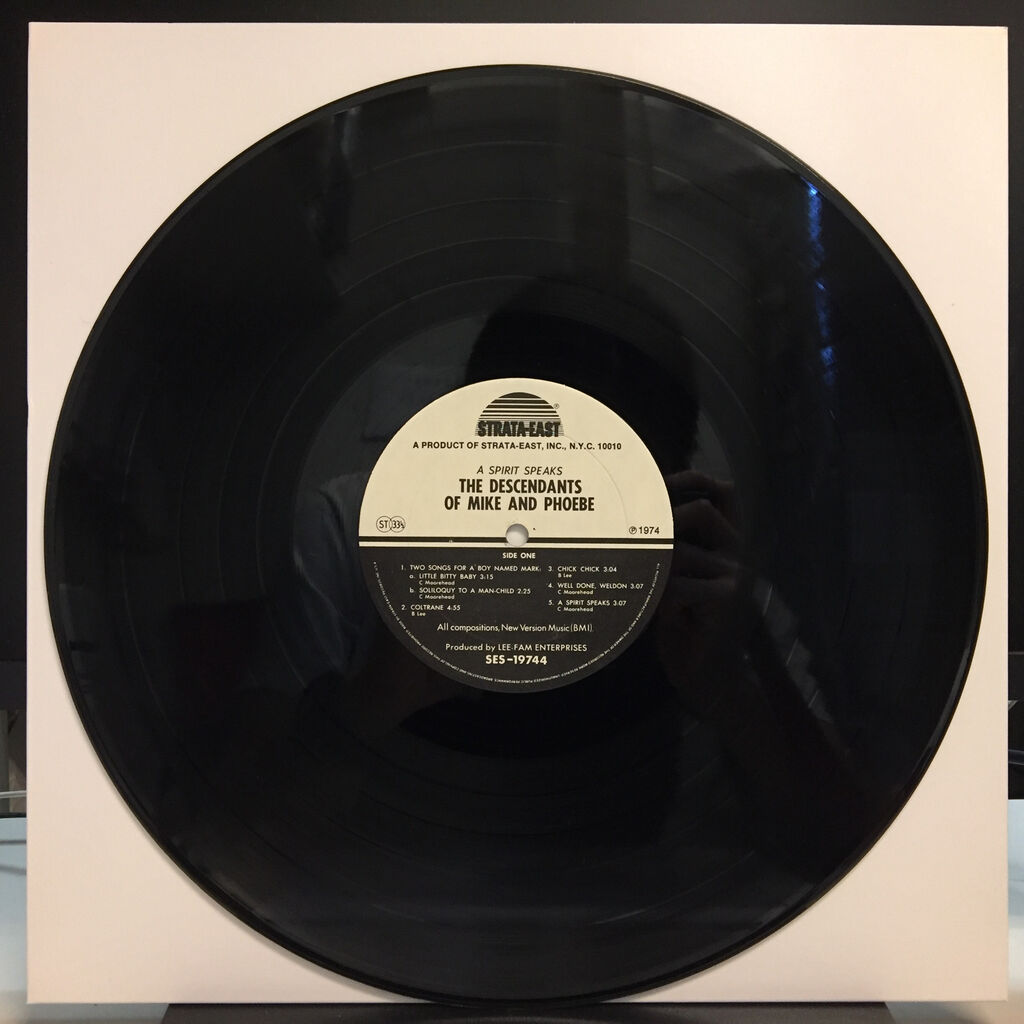 STRATA-EAST®
A PRODUCT OF STRATA-EAST, INC., N.Y.C. 10010
A SPIRIT SPEAKS
THE DESCENDANTS
OF MIKE AND PHOEBE
ST 33⅓
℗ 1974
SIDE ONE
1. TWO SONGS FOR A BOY NAMED MARK:
a. LITTLE BITTY BABY 3:15
C Moorehead
b. SOLILOQUY TO A MAN-CHILD 2:25
C Moorehead
2. COLTRANE 4:55
B Lee
3. CHICK CHICK 3:04
B Lee
4. WELL DONE, WELDON 3:07
C Moorehead
5. A SPIRIT SPEAKS 3:07
C Moorehead
All compositions, New Version Music (BMI)
Produced by LEE-FAM ENTERPRISES
SES-19744